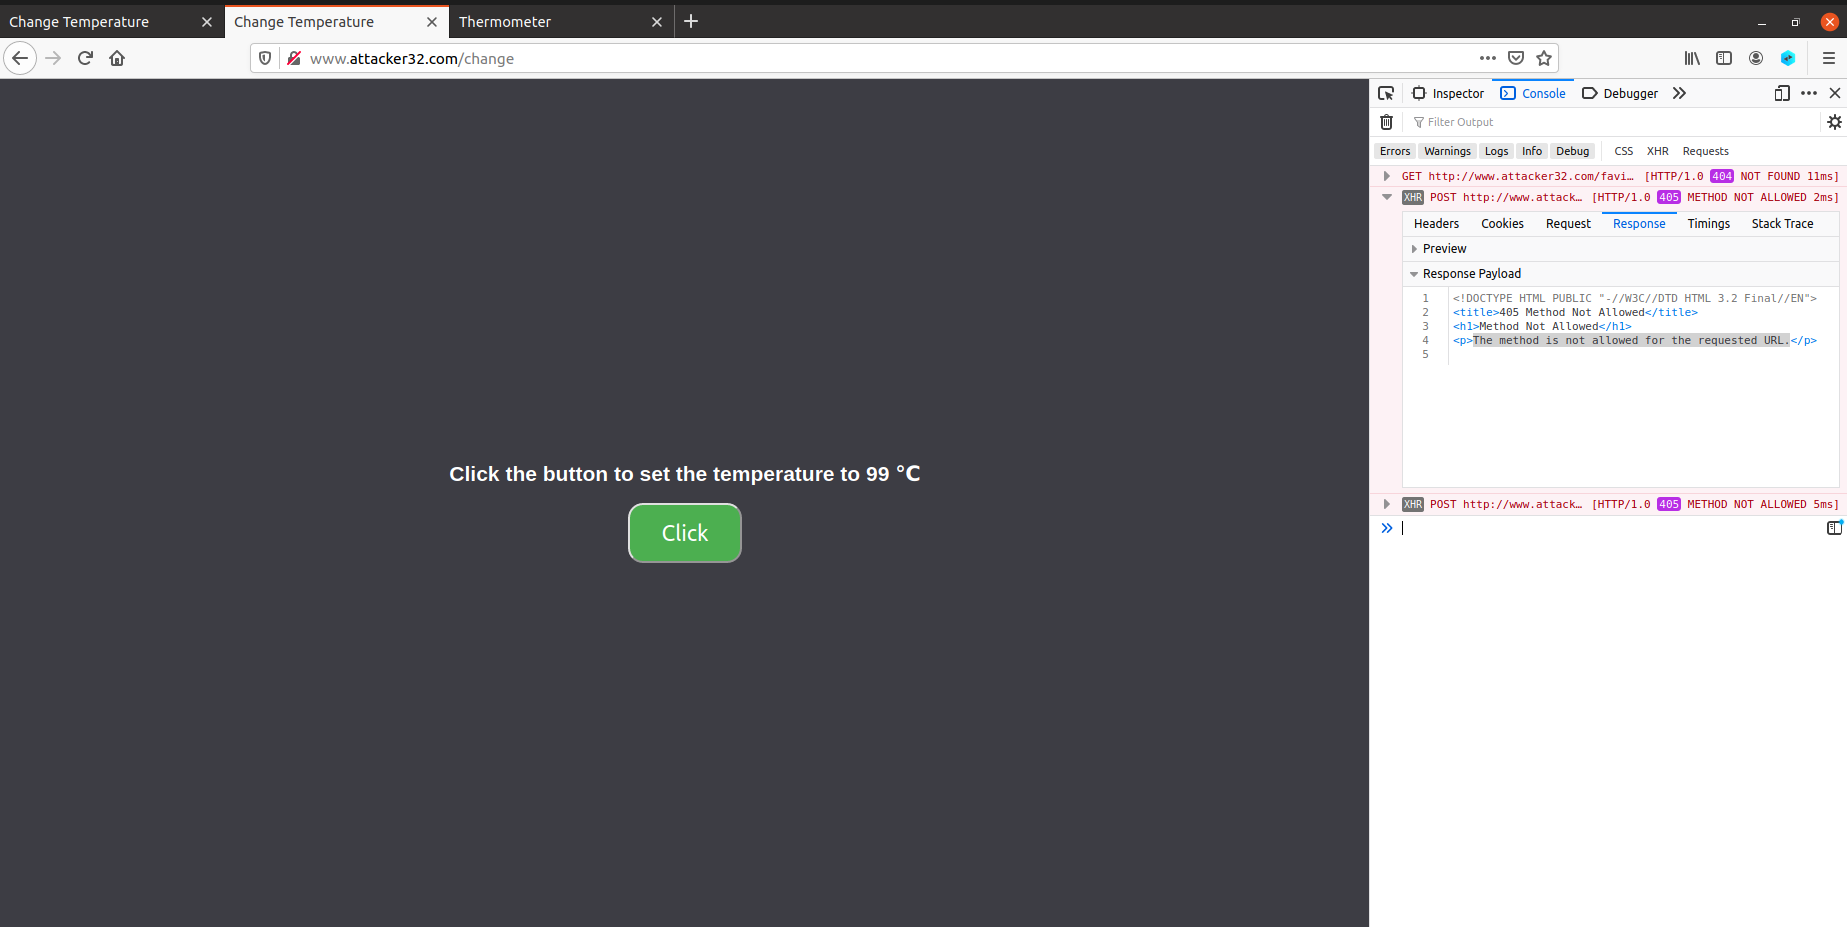 Change Temperature
Change Temperature
Thermometer
www.attacker32.com/change
Inspector
Console
Debugger
Filter Output
Errors Warnings Logs Info Debug CSS XHR Requests
GET http://www.attacker32.com/favi… [HTTP/1.0 404 NOT FOUND 11ms]
XHR POST http://www.attack… [HTTP/1.0 405 METHOD NOT ALLOWED 2ms]
Headers Cookies Request Response Timings Stack Trace
Preview
Response Payload
1 <!DOCTYPE HTML PUBLIC "-//W3C//DTD HTML 3.2 Final//EN">
2 <title>405 Method Not Allowed</title>
3 <h1>Method Not Allowed</h1>
4 <p>The method is not allowed for the requested URL.</p>
5
XHR POST http://www.attack… [HTTP/1.0 405 METHOD NOT ALLOWED 5ms]
Click the button to set the temperature to 99 °C
Click